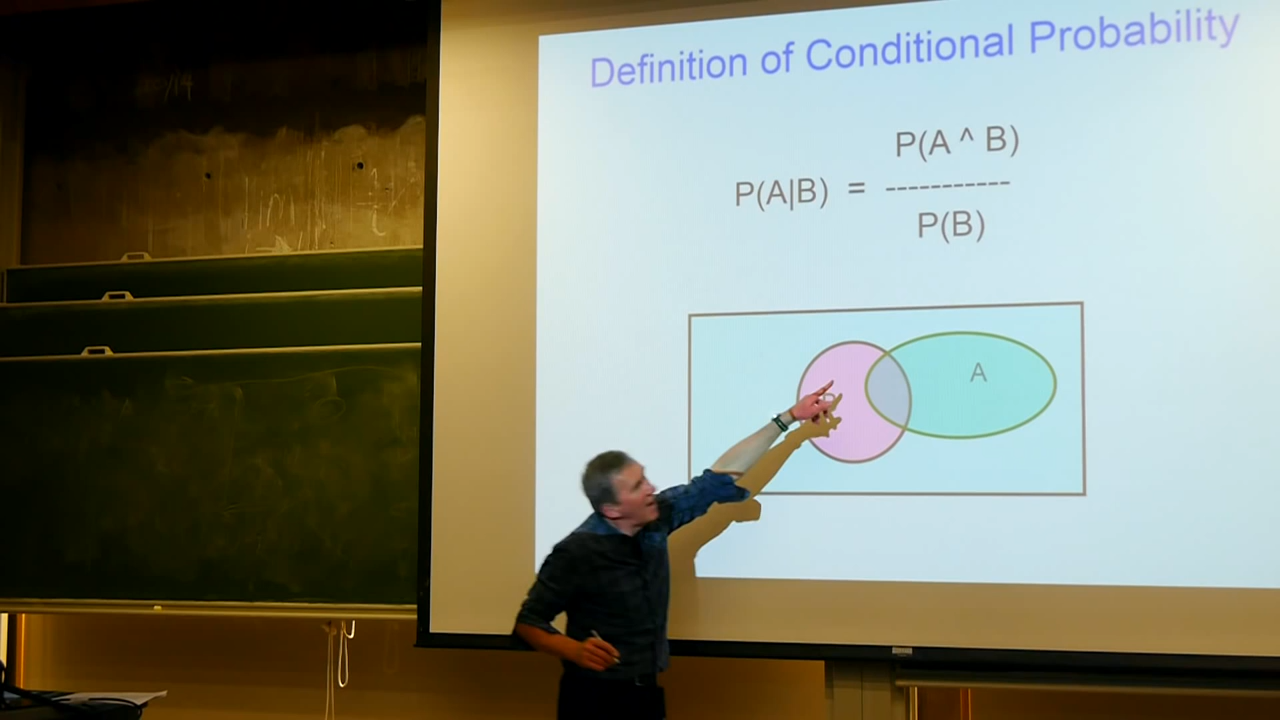 Definition of Conditional Probability
P(A ^ B)
P(A|B) = -----------
P(B)
A